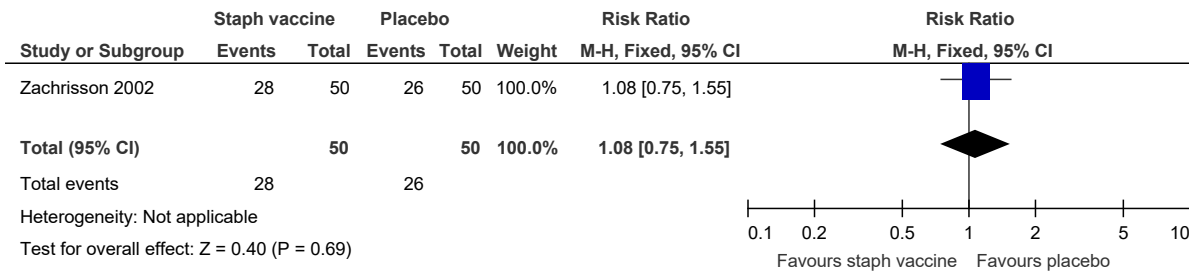 Staph vaccine Placebo Risk Ratio Risk Ratio
Study or Subgroup Events Total Events Total Weight M-H, Fixed, 95% CI M-H, Fixed, 95% CI
Zachrisson 2002 28 50 26 50 100.0% 1.08 [0.75, 1.55]
Total (95% CI) 50 50 100.0% 1.08 [0.75, 1.55]
Total events 28 26
Heterogeneity: Not applicable
Test for overall effect: Z = 0.40 (P = 0.69)
0.1 0.2 0.5 1 2 5 10
Favours staph vaccine Favours placebo